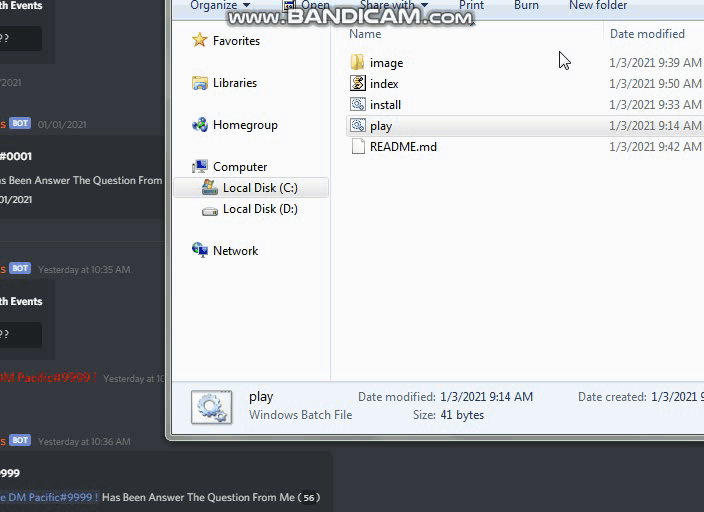 Organize Open Share with Print Burn New folder
www.BANDICAM.com
th Events
Favorites
Name Date modified
??
image 1/3/2021 9:39 AM
Libraries
index 1/3/2021 9:50 AM
/2021
install 1/3/2021 9:33 AM
s BOT 01/01/2021
Homegroup
play 1/3/2021 9:14 AM
README.md 1/3/2021 9:42 AM
#0001
Computer
as Been Answer The Question From
Local Disk (C:)
01/2021
Local Disk (D:)
Network
s BOT Yesterday at 10:35 AM
th Events
??
DM Pacific#9999 ! Yesterday at 10
play Date modified: 1/3/2021 9:14 AM Date created: 1/3/2021 9
Windows Batch File Size: 41 bytes
s BOT Yesterday at 10:36 AM
9999
e DM Pacific#9999 ! Has Been Answer The Question From Me (56)